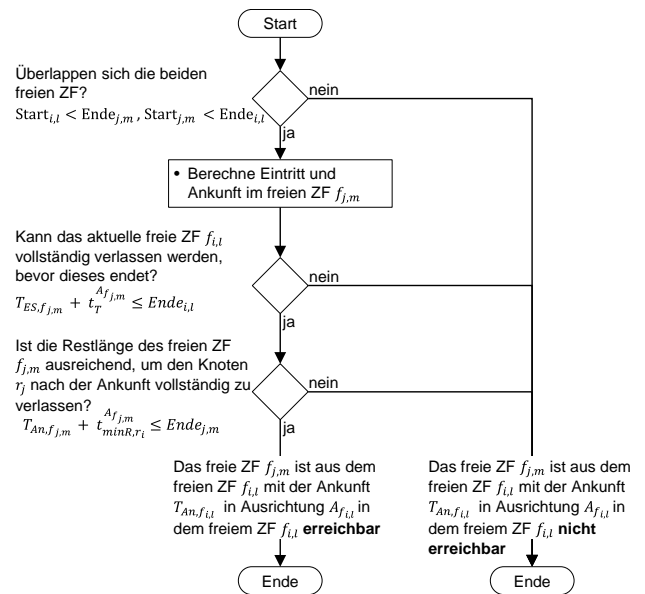 Start
Überlappen sich die beiden
freien ZF?
Start_{i,l} < Ende_{j,m} , Start_{j,m} < Ende_{i,l}
nein
ja
• Berechne Eintritt und
Ankunft im freien ZF f_{j,m}
Kann das aktuelle freie ZF f_{i,l}
vollständig verlassen werden,
bevor dieses endet?
T_{ES,f_{j,m}} + t_T^{A_{f_{j,m}}} ≤ Ende_{i,l}
nein
ja
Ist die Restlänge des freien ZF
f_{j,m} ausreichend, um den Knoten
r_j nach der Ankunft vollständig zu
verlassen?
T_{An,f_{j,m}} + t_{minR,r_i}^{A_{f_{j,m}}} ≤ Ende_{j,m}
nein
ja
Das freie ZF f_{j,m} ist aus dem
freien ZF f_{i,l} mit der Ankunft
T_{An,f_{i,l}} in Ausrichtung A_{f_{i,l}} in
dem freiem ZF f_{i,l} erreichbar
Das freie ZF f_{j,m} ist aus dem
freien ZF f_{i,l} mit der Ankunft
T_{An,f_{i,l}} in Ausrichtung A_{f_{i,l}} in
dem freiem ZF f_{i,l} nicht
erreichbar
Ende
Ende